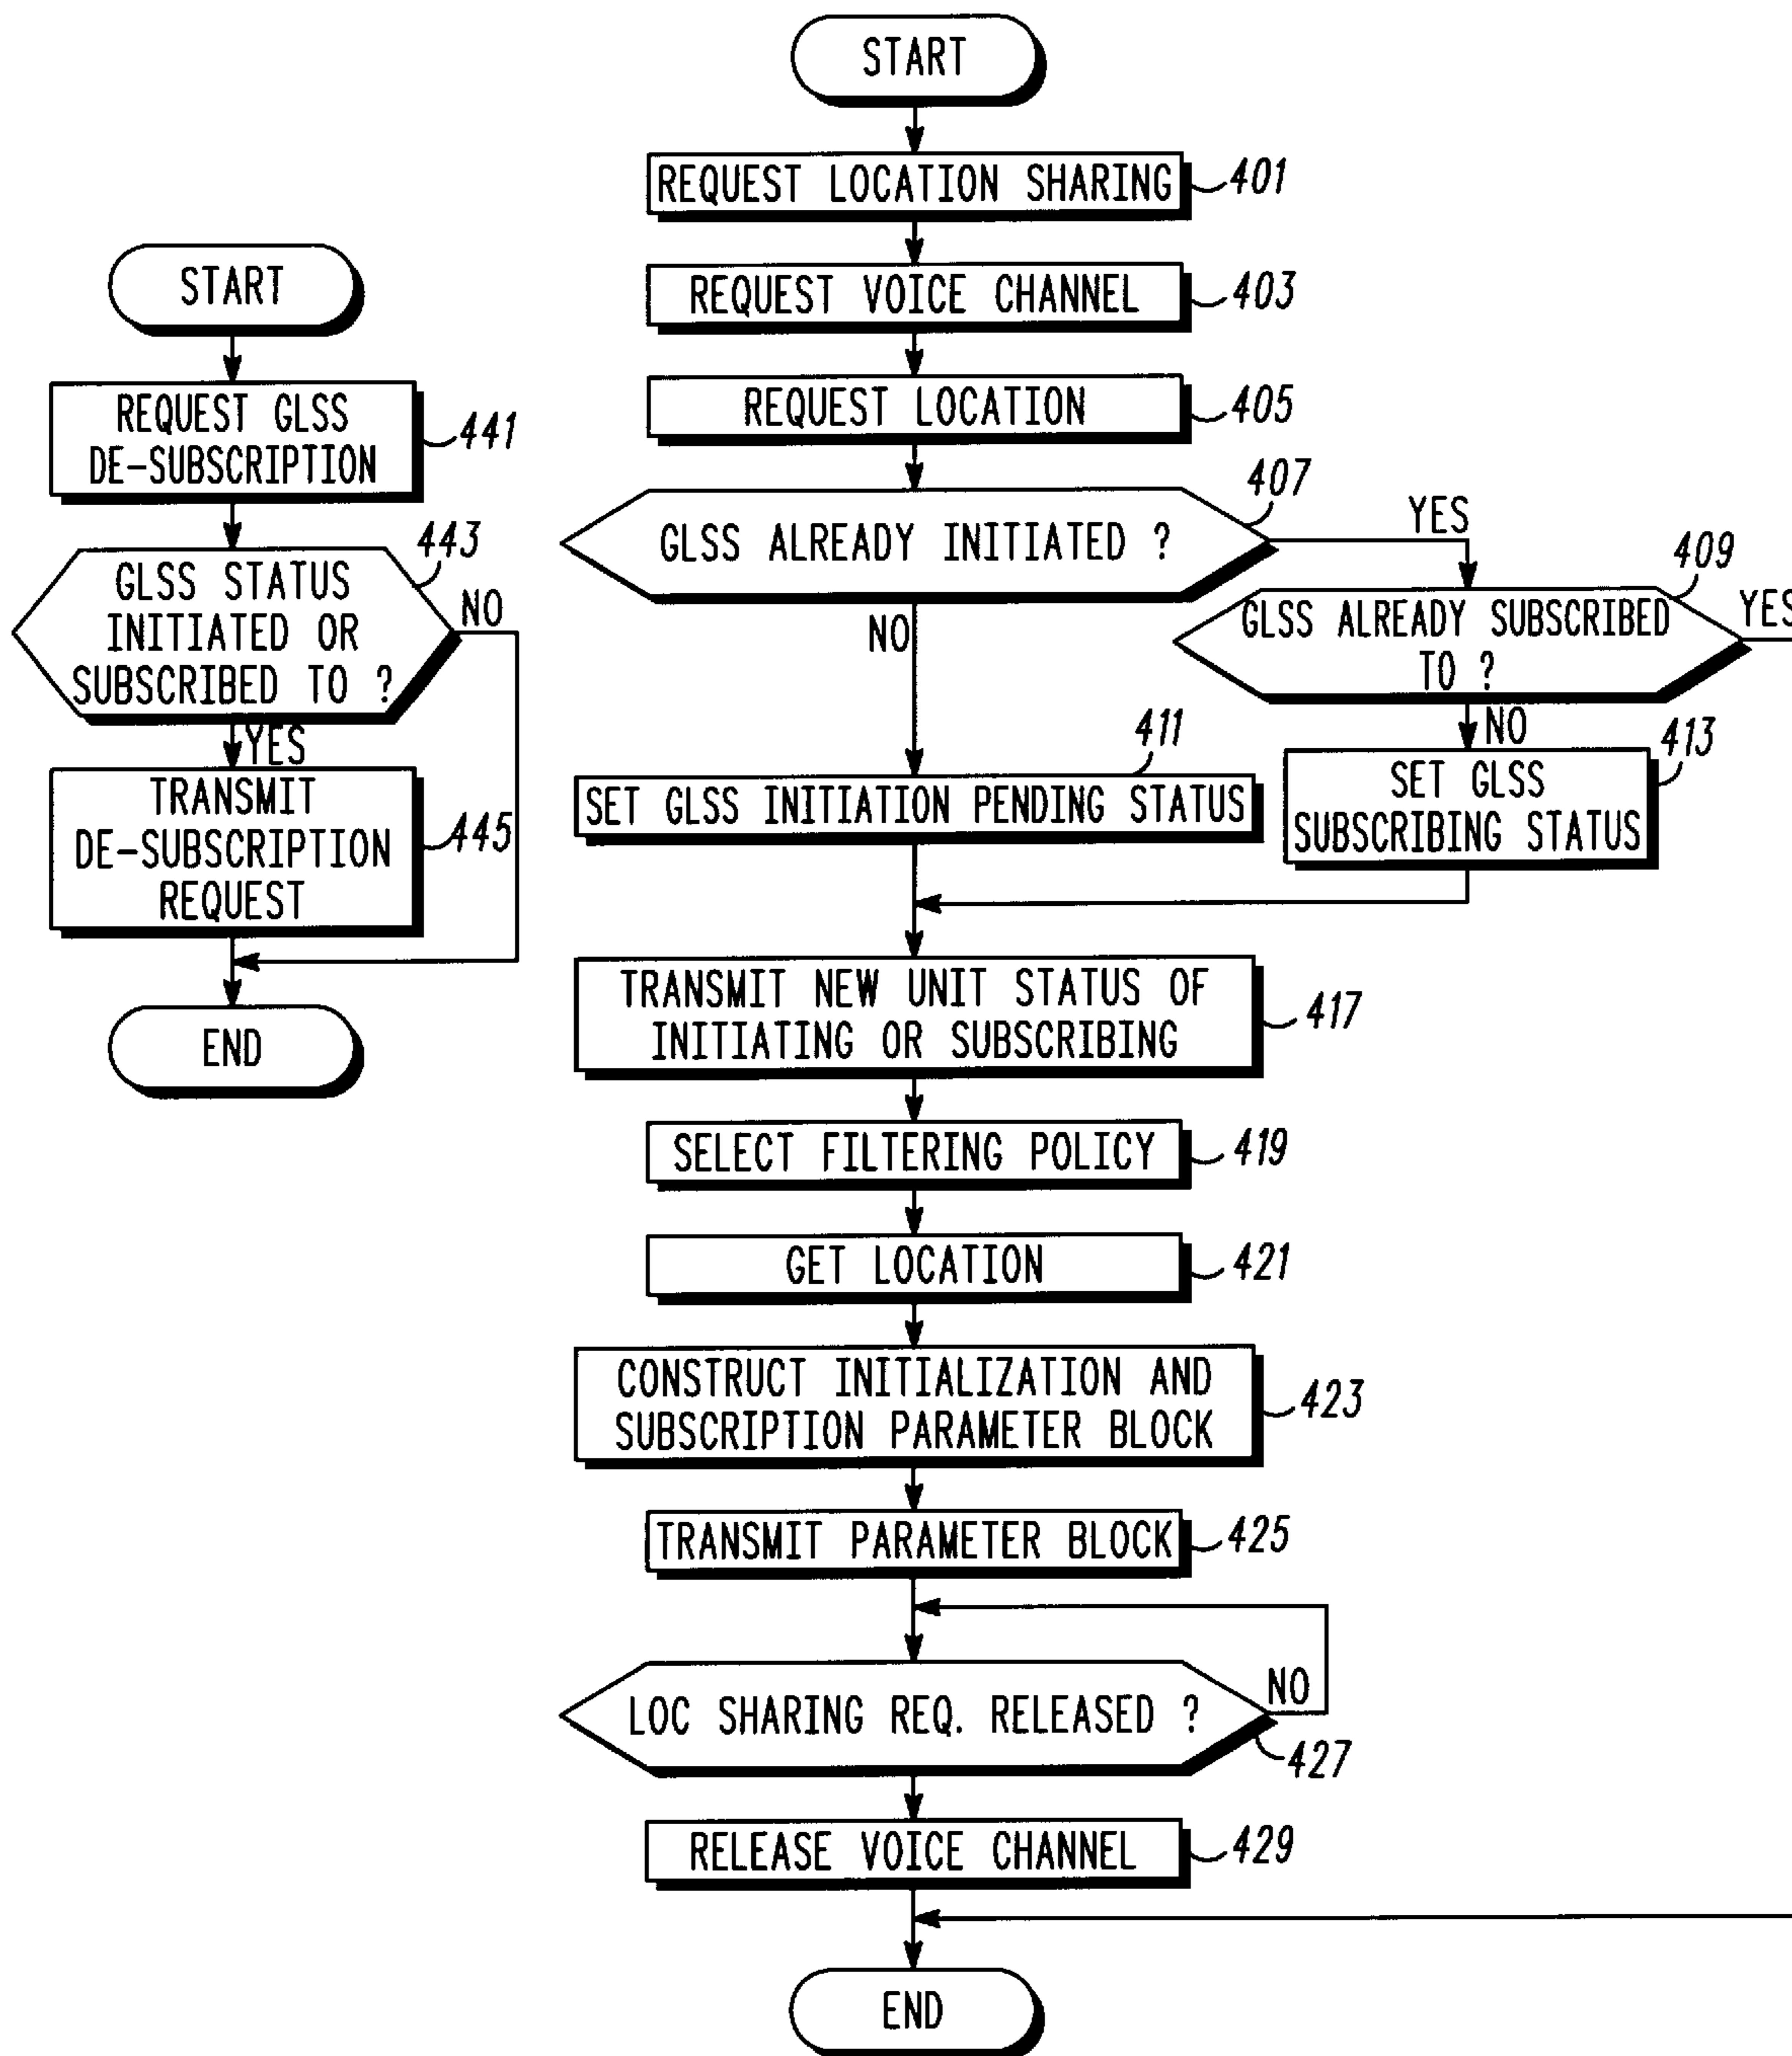 START
REQUEST GLSS
DE-SUBSCRIPTION
441
GLSS STATUS
INITIATED OR
SUBSCRIBED TO ?
443
NO
YES
TRANSMIT
DE-SUBSCRIPTION
REQUEST
445
END
START
REQUEST LOCATION SHARING
401
REQUEST VOICE CHANNEL
403
REQUEST LOCATION
405
GLSS ALREADY INITIATED ?
407
YES
NO
GLSS ALREADY SUBSCRIBED
TO ?
409
YES
NO
SET GLSS INITIATION PENDING STATUS
411
SET GLSS
SUBSCRIBING STATUS
413
TRANSMIT NEW UNIT STATUS OF
INITIATING OR SUBSCRIBING
417
SELECT FILTERING POLICY
419
GET LOCATION
421
CONSTRUCT INITIALIZATION AND
SUBSCRIPTION PARAMETER BLOCK
423
TRANSMIT PARAMETER BLOCK
425
LOC SHARING REQ. RELEASED ?
NO
427
RELEASE VOICE CHANNEL
429
END